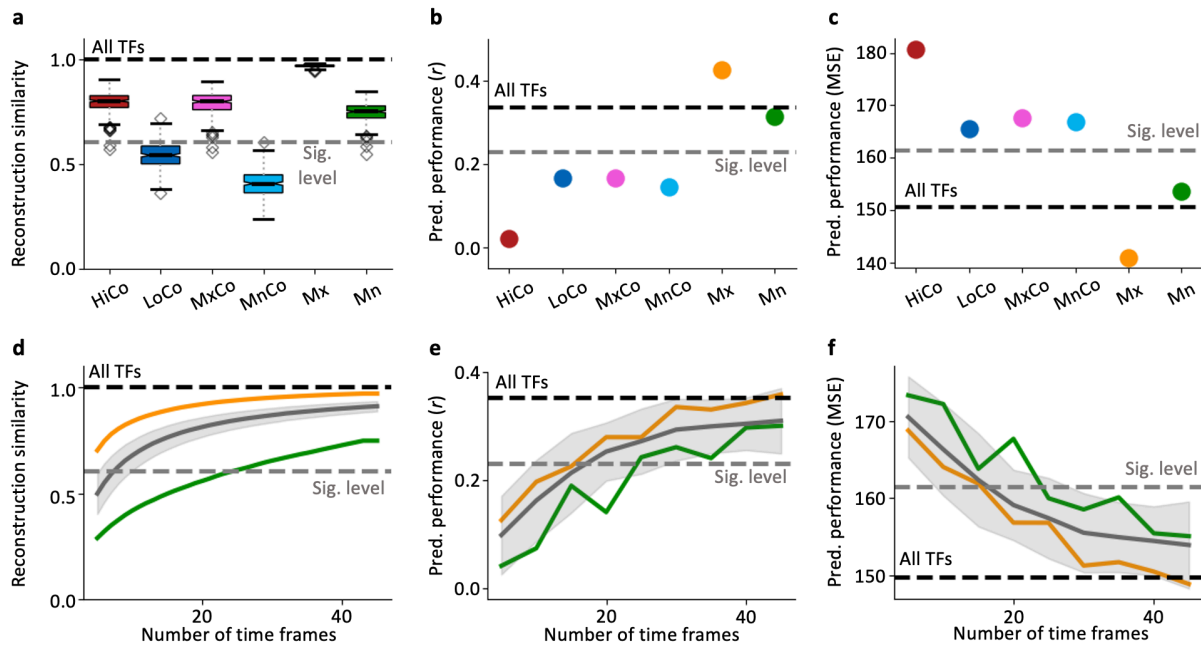 a
Reconstruction similarity
All TFs
1.0
0.5
0.0
Sig.
level
HiCo
LoCo
MxCo
MnCo
Mx
Mn
b
Pred. performance (r)
All TFs
0.4
0.2
0.0
Sig. level
HiCo
LoCo
MxCo
MnCo
Mx
Mn
c
Pred. performance (MSE)
180
170
160
150
140
Sig. level
All TFs
HiCo
LoCo
MxCo
MnCo
Mx
Mn
d
Reconstruction similarity
All TFs
1.0
0.5
0.0
Sig. level
20
40
Number of time frames
e
Pred. performance (r)
0.4
0.2
0.0
All TFs
Sig. level
20
40
Number of time frames
f
Pred. performance (MSE)
170
160
150
Sig. level
All TFs
20
40
Number of time frames